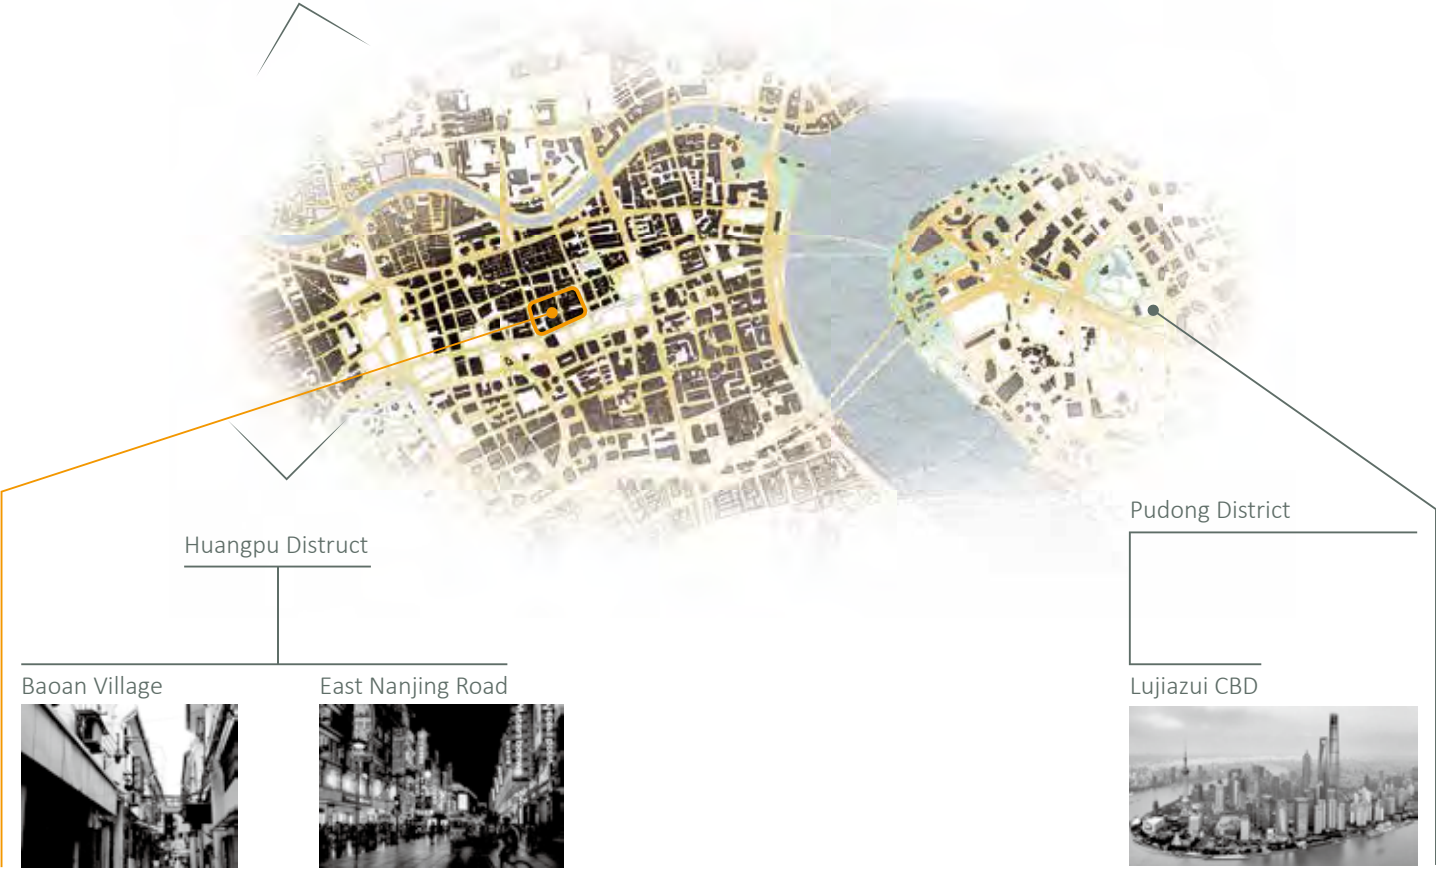 Pudong District
Huangpu Distruct
Baoan Village
East Nanjing Road
Lujiazui CBD